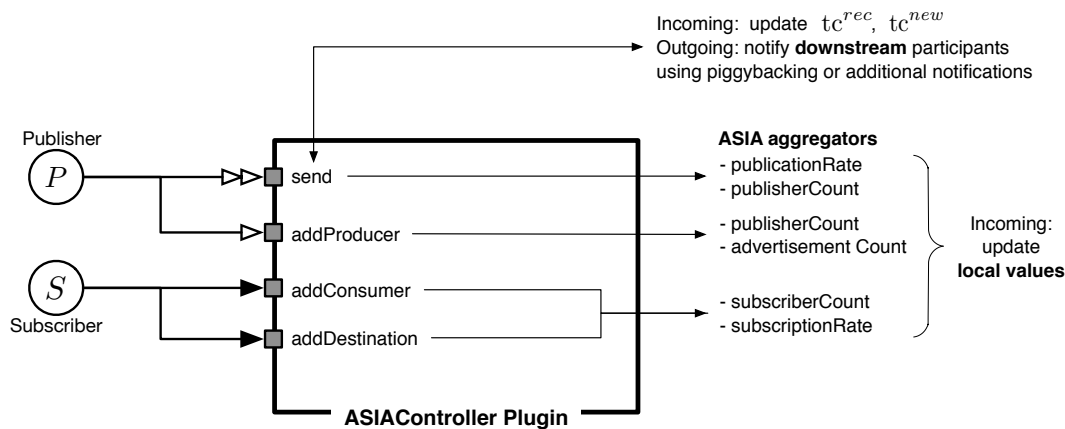 Incoming: update tc^rec, tc^new
Outgoing: notify downstream participants
using piggybacking or additional notifications
Publisher
P
send
addProducer
S
Subscriber
addConsumer
addDestination
ASIAController Plugin
ASIA aggregators
- publicationRate
- publisherCount
- publisherCount
- advertisement Count
- subscriberCount
- subscriptionRate
Incoming:
update
local values